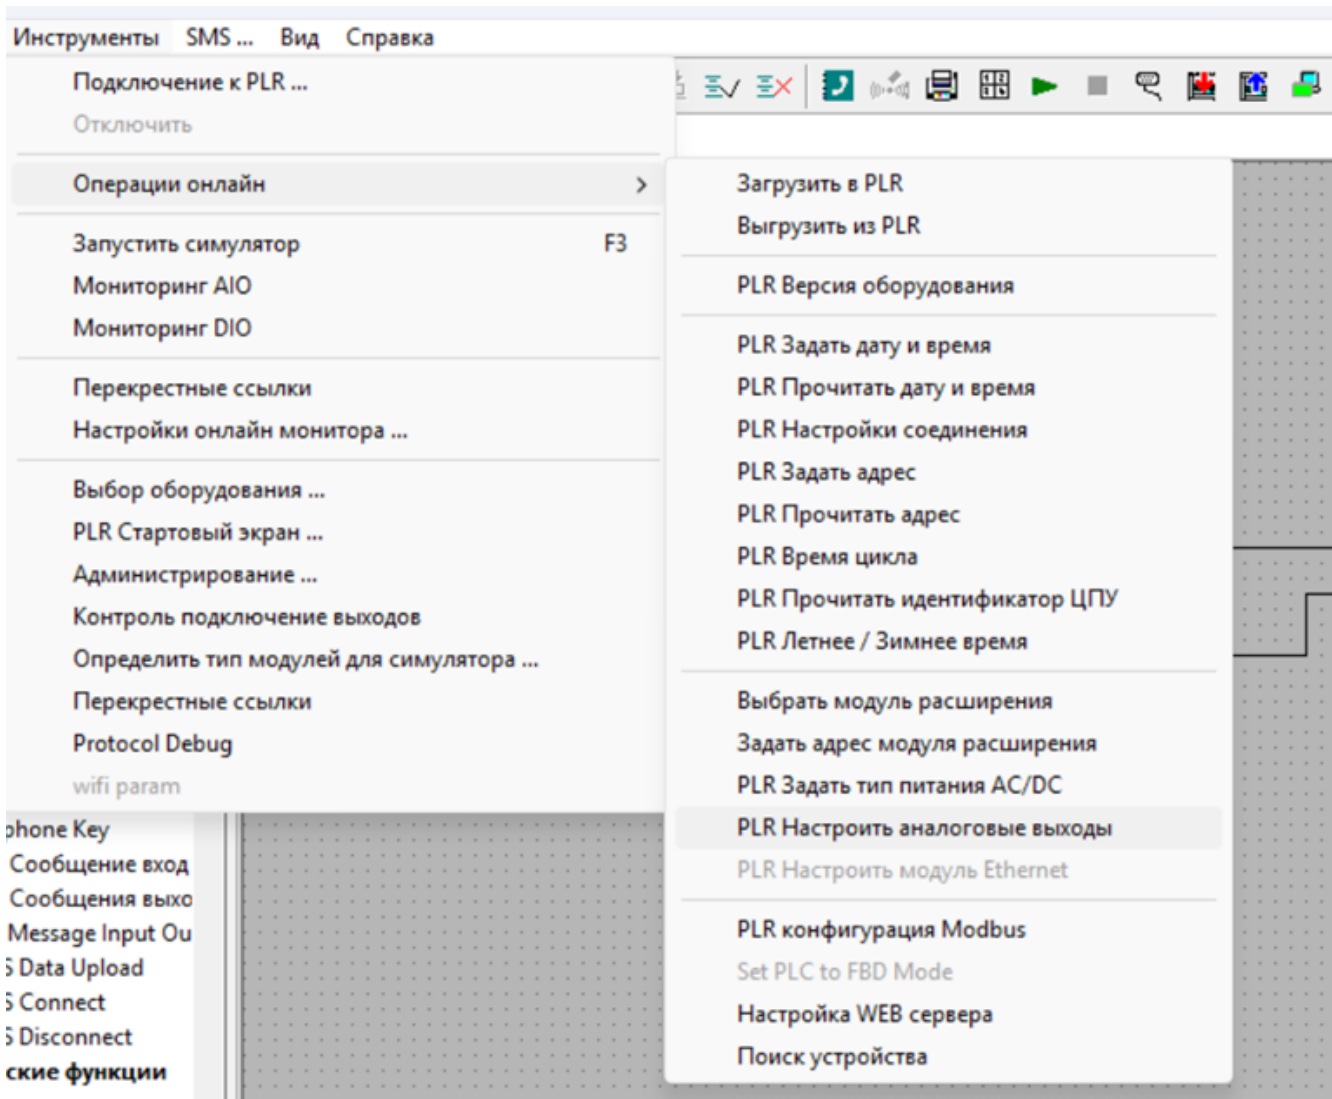 Инструменты SMS ... Вид Справка
Подключение к PLR ...
Отключить
Операции онлайн
Запустить симулятор F3
Мониторинг AIO
Мониторинг DIO
Перекрестные ссылки
Настройки онлайн монитора ...
Выбор оборудования ...
PLR Стартовый экран ...
Администрирование ...
Контроль подключение выходов
Определить тип модулей для симулятора ...
Перекрестные ссылки
Protocol Debug
wifi param
Загрузить в PLR
Выгрузить из PLR
PLR Версия оборудования
PLR Задать дату и время
PLR Прочитать дату и время
PLR Настройки соединения
PLR Задать адрес
PLR Прочитать адрес
PLR Время цикла
PLR Прочитать идентификатор ЦПУ
PLR Летнее / Зимнее время
Выбрать модуль расширения
Задать адрес модуля расширения
PLR Задать тип питания AC/DC
PLR Настроить аналоговые выходы
PLR Настроить модуль Ethernet
PLR конфигурация Modbus
Set PLC to FBD Mode
Настройка WEB сервера
Поиск устройства
phone Key
Сообщение вход
Сообщения выхо
Message Input Ou
S Data Upload
S Connect
S Disconnect
ские функции